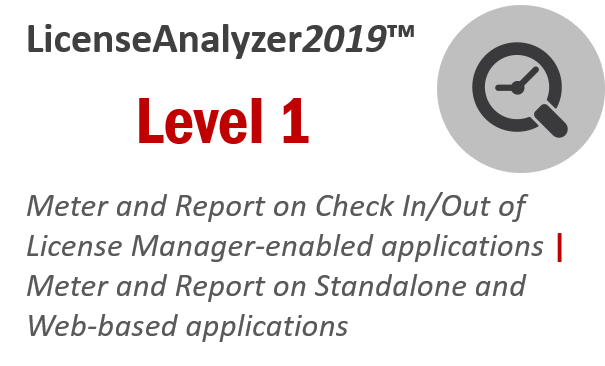 LicenseAnalyzer2019™
Level 1
Meter and Report on Check In/Out of
License Manager-enabled applications |
Meter and Report on Standalone and
Web-based applications